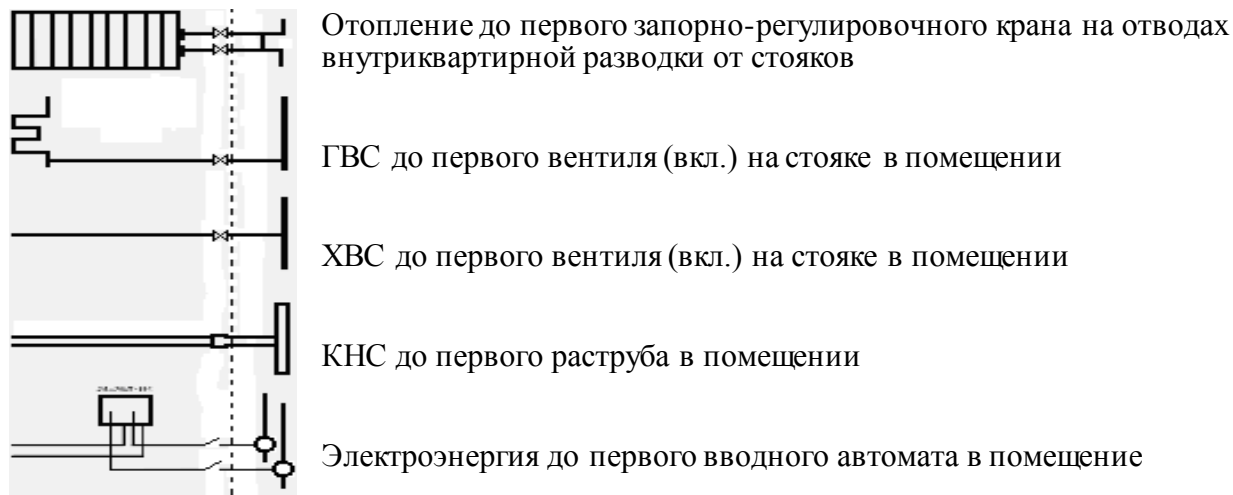 Отопление до первого запорно-регулировочного крана на отводах
внутриквартирной разводки от стояков
ГВС до первого вентиля (вкл.) на стояке в помещении
ХВС до первого вентиля (вкл.) на стояке в помещении
КНС до первого раструба в помещении
Электроэнергия до первого вводного автомата в помещение